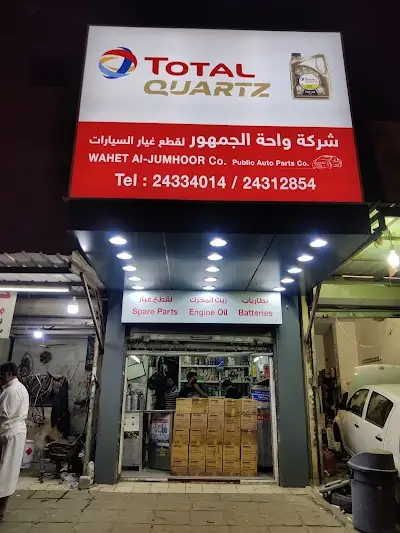 TOTAL
QUARTZ
شركة واحة الجمهور لقطع غيار السيارات
WAHET Al-JUMHOOR Co. Public Auto Parts Co.
Tel : 24334014 / 24312854
لقطع غيار زيت المحرك بطاريات
Spare Parts Engine Oil Batteries